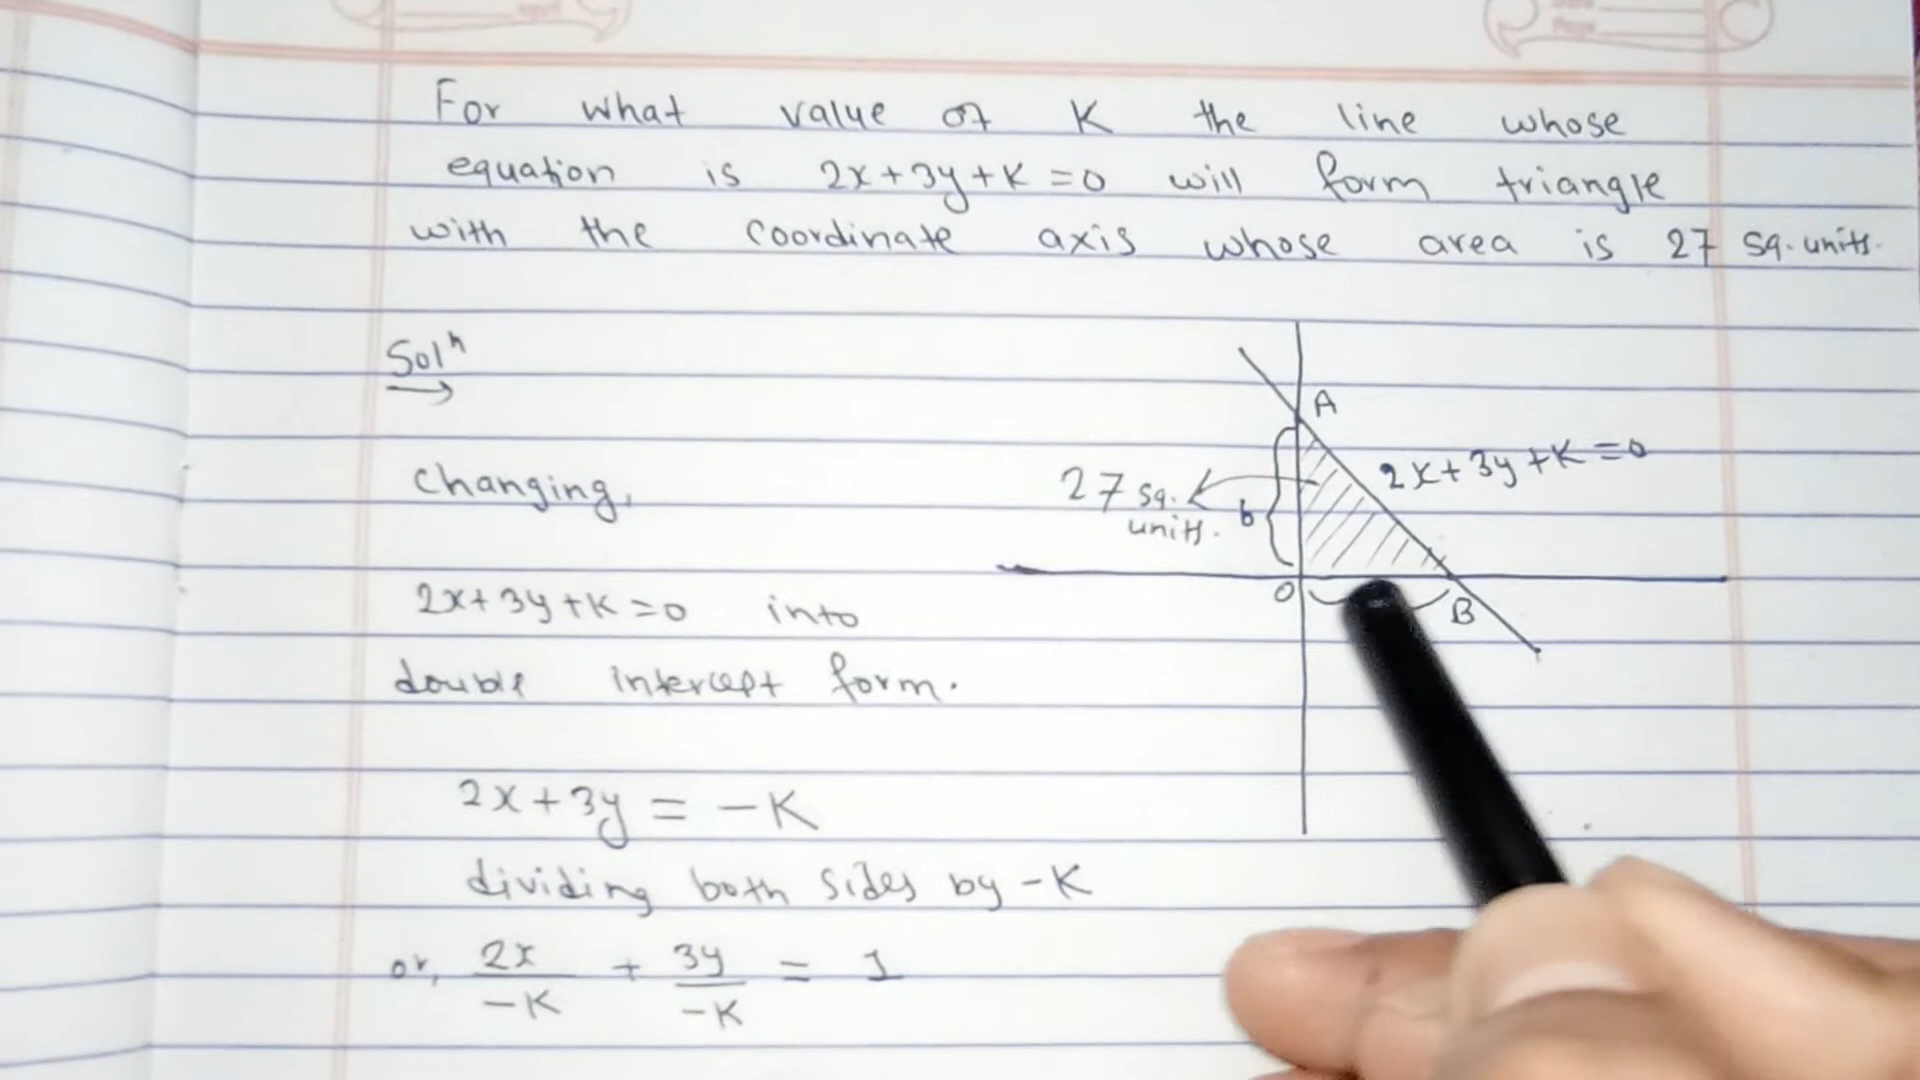 For what value of K the line whose
equation is 2x+3y+K=0 will form triangle
with the coordinate axis whose area is 27 sq. units.
Solⁿ
A
2x+3y+K=0
27 sq.
units.
b
O
B
Changing,
2x+3y+K=0 into
double intercept form.
2x+3y = -K
dividing both sides by -K
or, 2x/-K + 3y/-K = 1